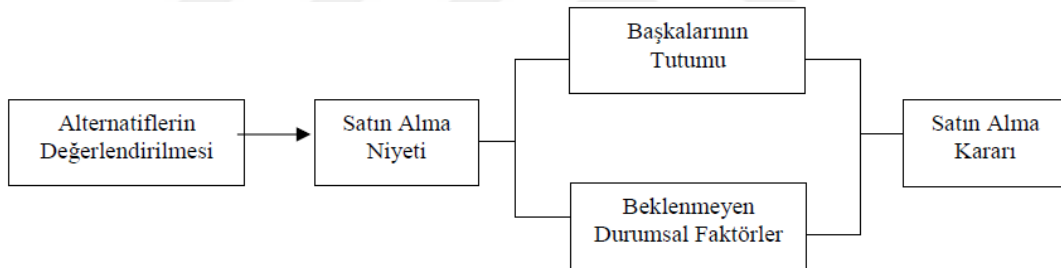 Alternatiflerin
Değerlendirilmesi
Satın Alma
Niyeti
Başkalarının
Tutumu
Beklenmeyen
Durumsal Faktörler
Satın Alma
Kararı